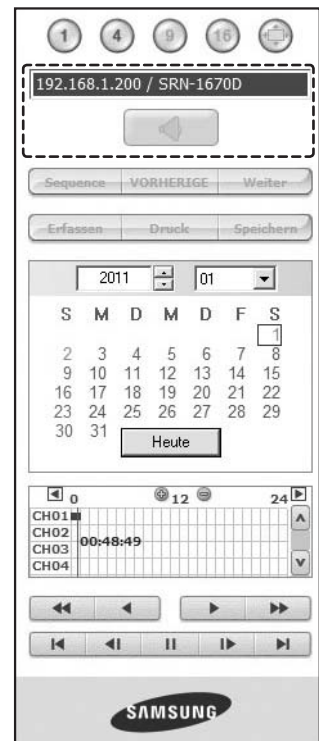 1 4 9 16
192.168.1.200 / SRN-1670D
Sequence VORHERIGE Weiter
Erfassen Druck Speichern
2011 01
S M D M D F S
1
2 3 4 5 6 7 8
9 10 11 12 13 14 15
16 17 18 19 20 21 22
23 24 25 26 27 28 29
30 31
Heute
0 12 24
CH01
CH02
00:48:49
CH03
CH04
SAMSUNG